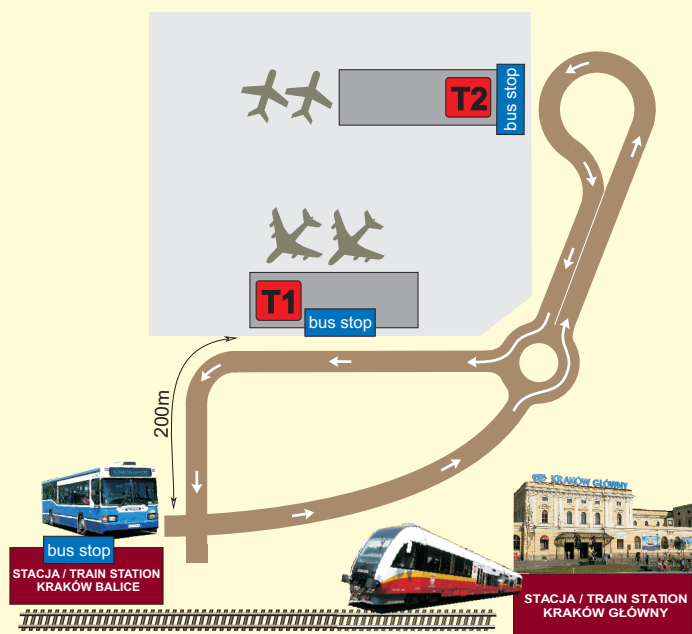 T2
bus stop
T1
bus stop
200m
KRAKÓW GŁÓWNY
bus stop
STACJA / TRAIN STATION
KRAKÓW BALICE
STACJA / TRAIN STATION
KRAKÓW GŁÓWNY